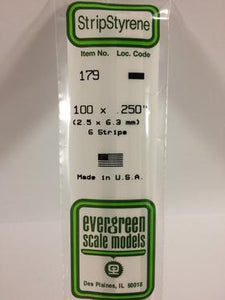 StripStyrene
Item No. Loc. Code
179
.100 x .250"
(2.5 x 6.3 mm)
6 Strips
Made in U.S.A.
evergreen
scale models
Des Plaines, IL 60018